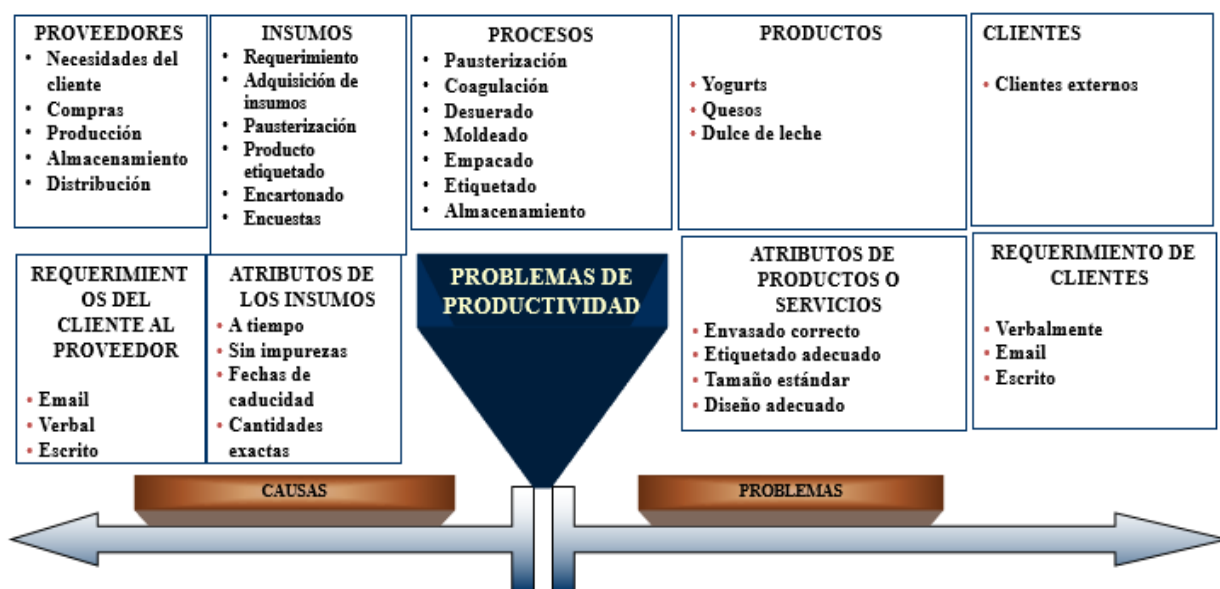 PROVEEDORES
• Necesidades del
cliente
• Compras
• Producción
• Almacenamiento
• Distribución
INSUMOS
• Requerimiento
• Adquisición de
insumos
• Pausterización
• Producto
etiquetado
• Encartonado
• Encuestas
PROCESOS
• Pausterización
• Coagulación
• Desuerado
• Moldeado
• Empacado
• Etiquetado
• Almacenamiento
PRODUCTOS
• Yogurts
• Quesos
• Dulce de leche
CLIENTES
• Clientes externos
REQUERIMIENT
OS DEL
CLIENTE AL
PROVEEDOR
• Email
• Verbal
• Escrito
ATRIBUTOS DE
LOS INSUMOS
• A tiempo
• Sin impurezas
• Fechas de
caducidad
• Cantidades
exactas
PROBLEMAS DE
PRODUCTIVIDAD
ATRIBUTOS DE
PRODUCTOS O
SERVICIOS
• Envasado correcto
• Etiquetado adecuado
• Tamaño estándar
• Diseño adecuado
REQUERIMIENTO DE
CLIENTES
• Verbalmente
• Email
• Escrito
CAUSAS
PROBLEMAS